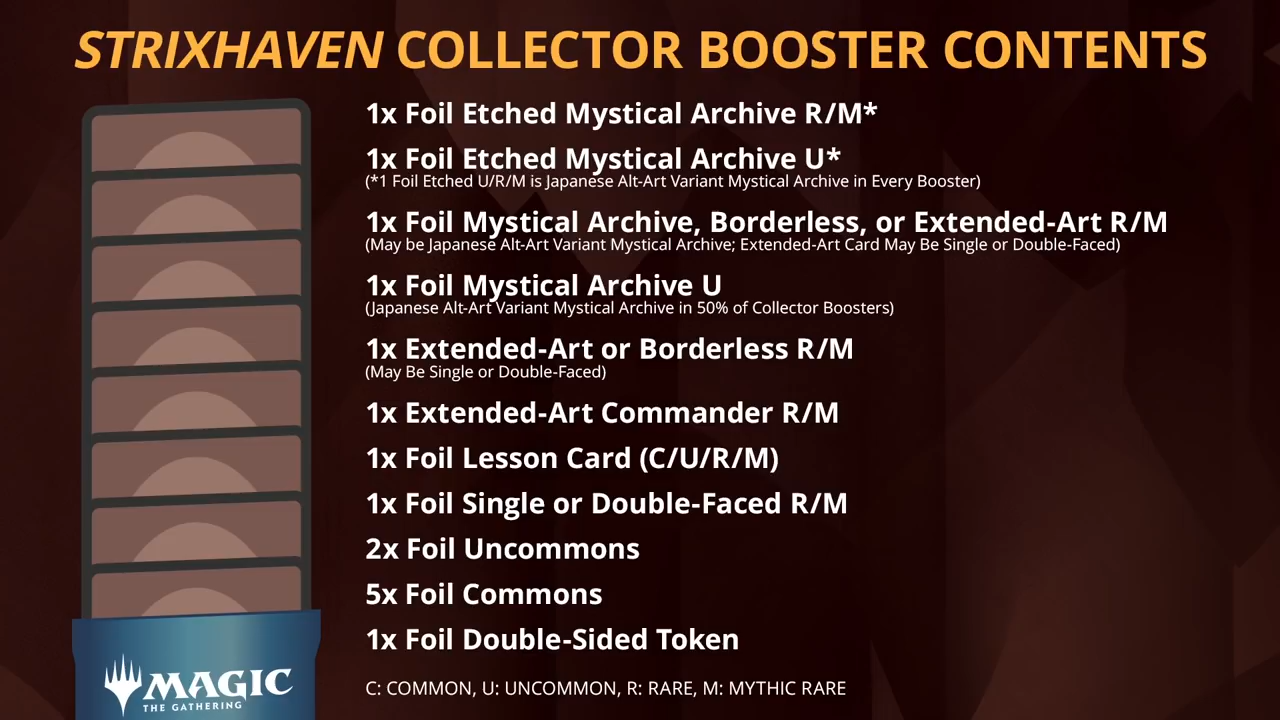 STRIXHAVEN COLLECTOR BOOSTER CONTENTS
1x Foil Etched Mystical Archive R/M*
1x Foil Etched Mystical Archive U*
(*1 Foil Etched U/R/M is Japanese Alt-Art Variant Mystical Archive in Every Booster)
1x Foil Mystical Archive, Borderless, or Extended-Art R/M
(May be Japanese Alt-Art Variant Mystical Archive; Extended-Art Card May Be Single or Double-Faced)
1x Foil Mystical Archive U
(Japanese Alt-Art Variant Mystical Archive in 50% of Collector Boosters)
1x Extended-Art or Borderless R/M
(May Be Single or Double-Faced)
1x Extended-Art Commander R/M
1x Foil Lesson Card (C/U/R/M)
1x Foil Single or Double-Faced R/M
2x Foil Uncommons
5x Foil Commons
1x Foil Double-Sided Token
C: COMMON, U: UNCOMMON, R: RARE, M: MYTHIC RARE
MAGIC
THE GATHERING